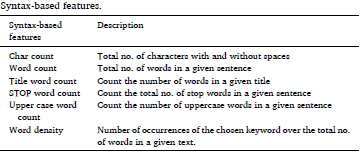 Syntax-based features.
Syntax-based Description
features
Char count Total no. of characters with and without spaces
Word count Total no. of words in a given sentence
Title word count Count the number of words in a given title
STOP word count Count the total no. of stop words in a given sentence
Upper case word Count the number of uppercase words in a given sentence
count
Word density Number of occurrences of the chosen keyword over the total no.
of words in a given text.